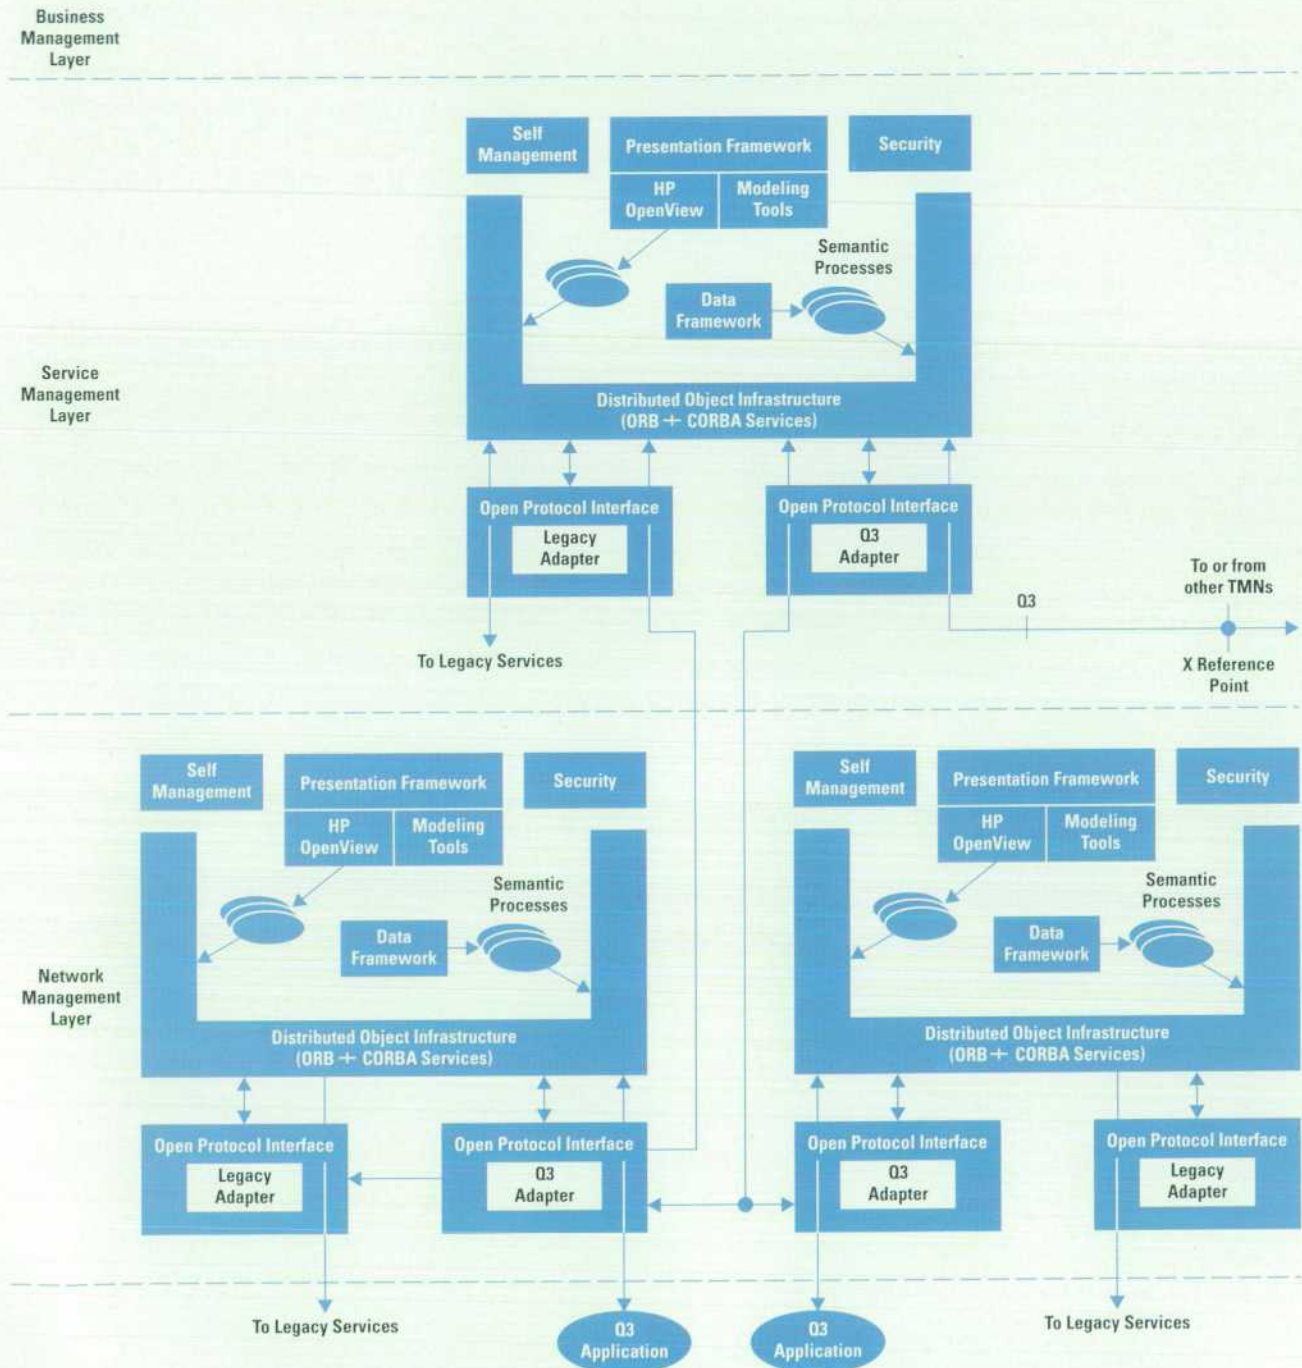 Business
Management
Layer
Self
Management
Presentation Framework
Security
HP
OpenView
Modeling
Tools
Semantic
Processes
Data
Framework
Service
Management
Layer
Distributed Object Infrastructure
(ORB + CORBA Services)
Open Protocol Interface
Legacy
Adapter
Open Protocol Interface
Q3
Adapter
To or from
other TMNs
Q3
To Legacy Services
X Reference
Point
Self
Management
Presentation Framework
Security
HP
OpenView
Modeling
Tools
Semantic
Processes
Data
Framework
Self
Management
Presentation Framework
Security
HP
OpenView
Modeling
Tools
Semantic
Processes
Data
Framework
Network
Management
Layer
Distributed Object Infrastructure
(ORB + CORBA Services)
Distributed Object Infrastructure
(ORB + CORBA Services)
Open Protocol Interface
Legacy
Adapter
Open Protocol Interface
Q3
Adapter
Open Protocol Interface
Q3
Adapter
Open Protocol Interface
Legacy
Adapter
To Legacy Services
Q3
Application
Q3
Application
To Legacy Services